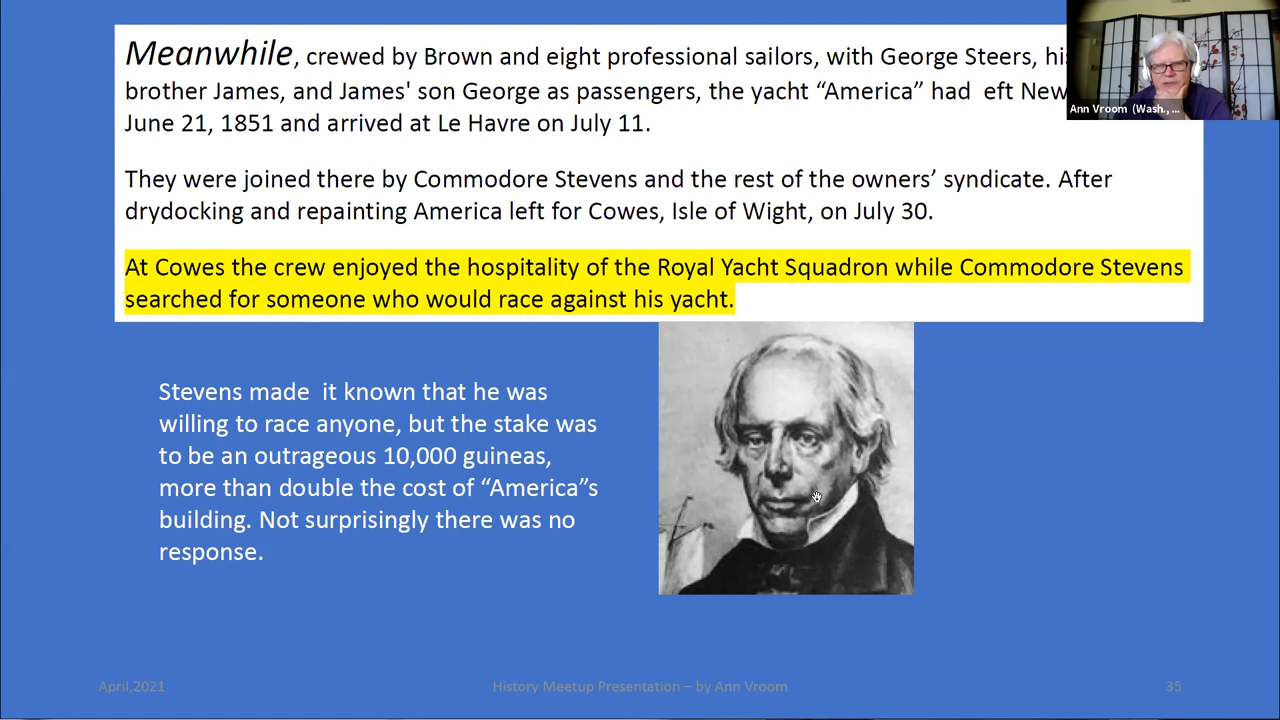 Meanwhile, crewed by Brown and eight professional sailors, with George Steers, his
brother James, and James' son George as passengers, the yacht “America” had eft New
June 21, 1851 and arrived at Le Havre on July 11.
They were joined there by Commodore Stevens and the rest of the owners’ syndicate. After
drydocking and repainting America left for Cowes, Isle of Wight, on July 30.
At Cowes the crew enjoyed the hospitality of the Royal Yacht Squadron while Commodore Stevens
searched for someone who would race against his yacht.
Stevens made it known that he was
willing to race anyone, but the stake was
to be an outrageous 10,000 guineas,
more than double the cost of “America”s
building. Not surprisingly there was no
response.
Ann Vroom (Wash., ...
April,2021
History Meetup Presentation – by Ann Vroom
35